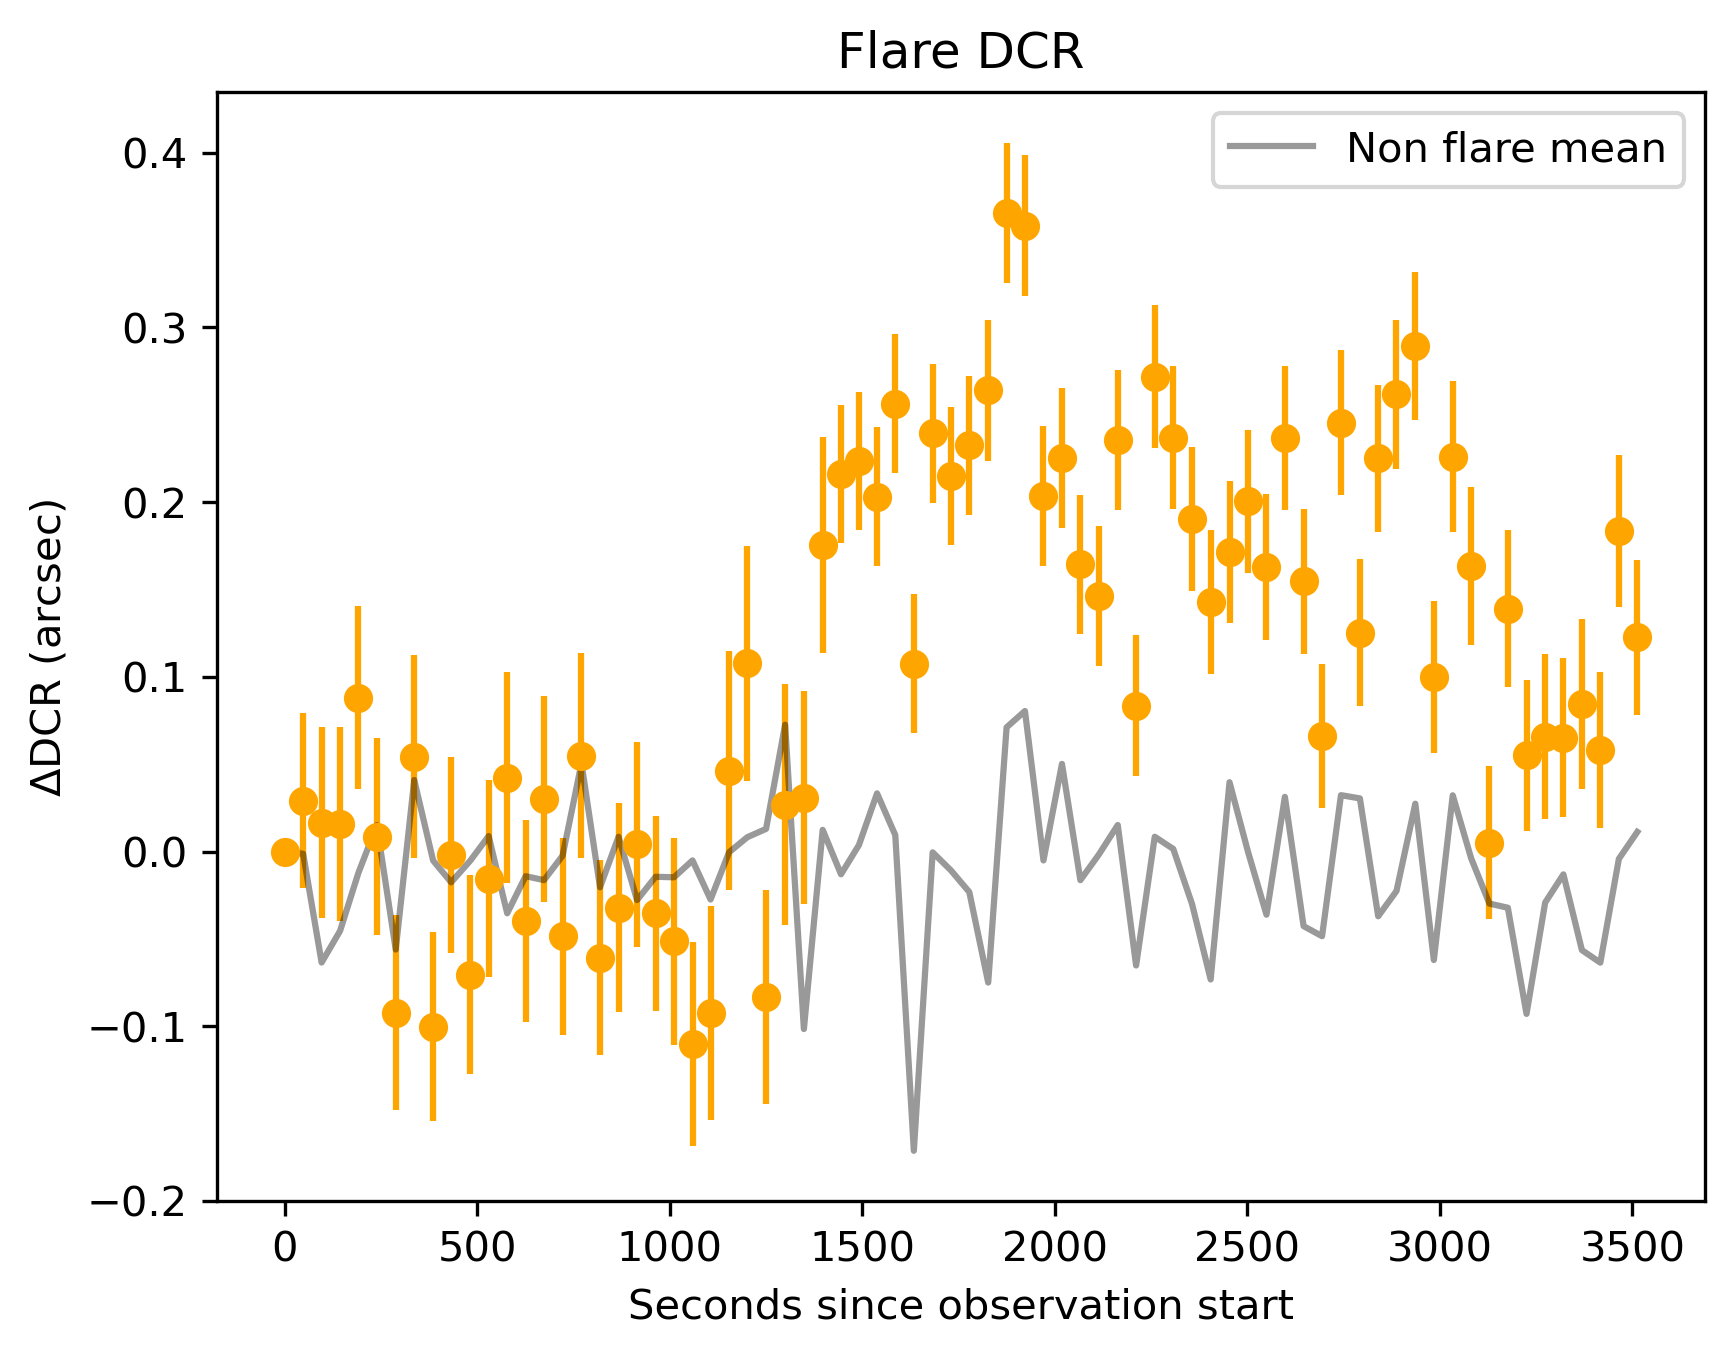 Flare DCR
Non flare mean
ΔDCR (arcsec)
0.4
0.3
0.2
0.1
0.0
−0.1
−0.2
0 500 1000 1500 2000 2500 3000 3500
Seconds since observation start